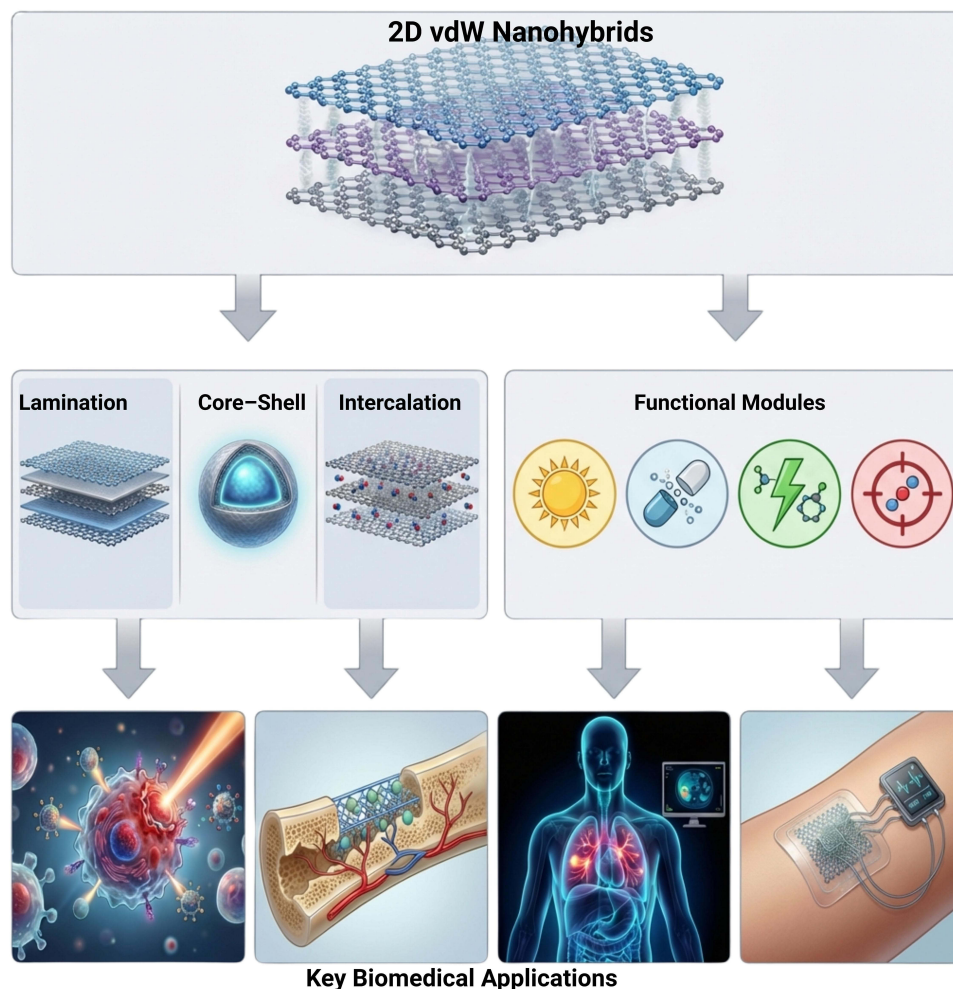 2D vdW Nanohybrids
Lamination
Core–Shell
Intercalation
Functional Modules
Key Biomedical Applications